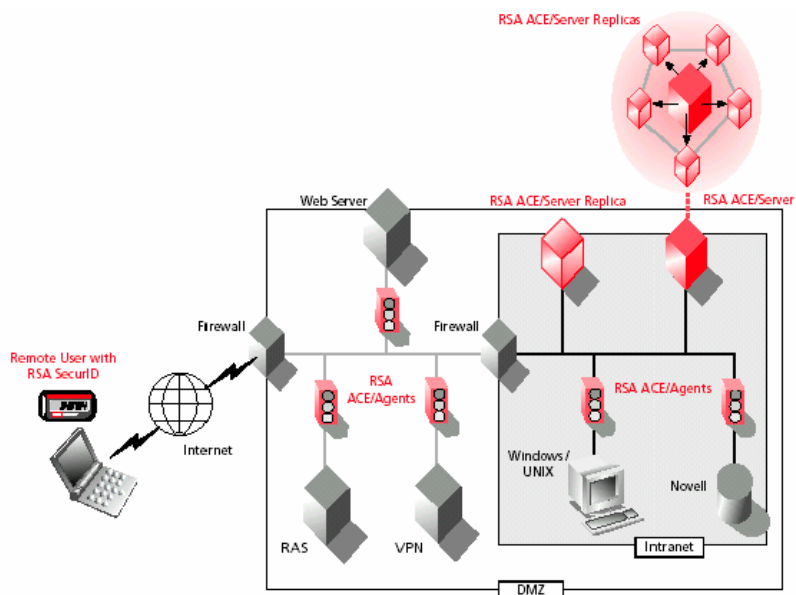 RSA ACE/Server Replicas
Web Server
RSA ACE/Server Replica
RSA ACE/Server
Firewall
Firewall
Remote User with
RSA SecurID
Internet
RSA
ACE/Agents
RSA ACE/Agents
Windows/
UNIX
Novell
RAS
VPN
Intranet
DMZ